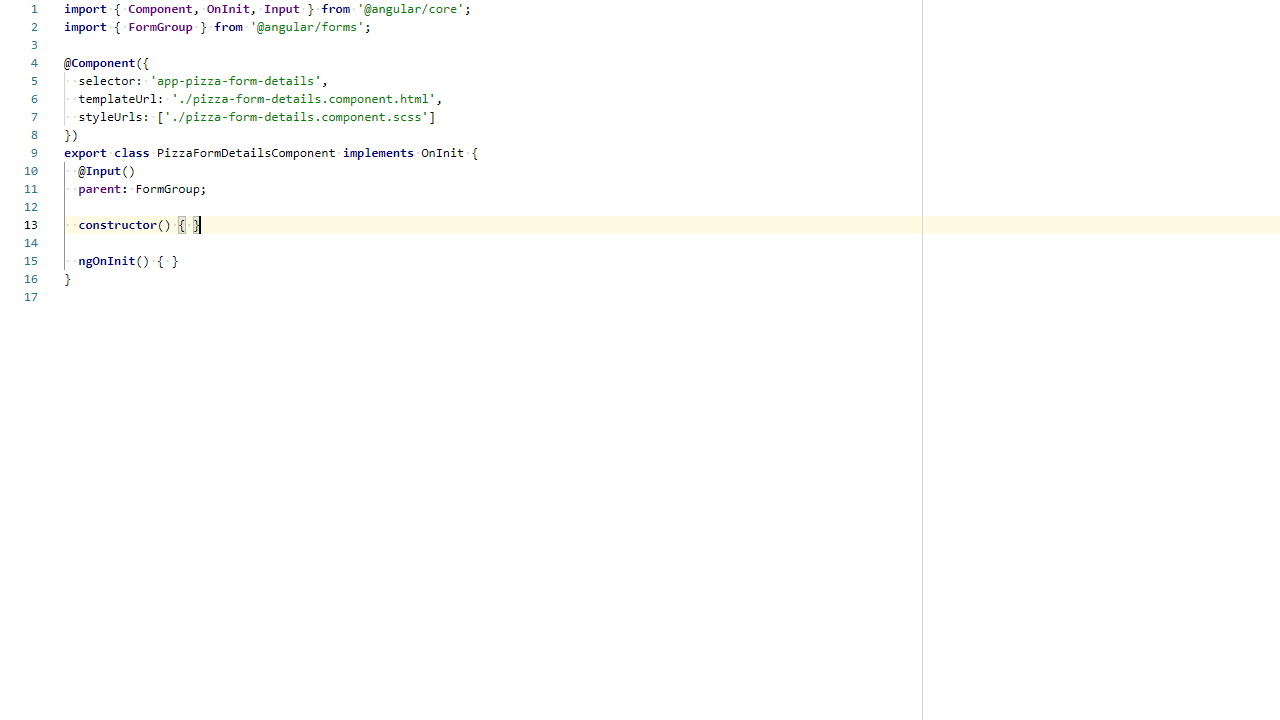 1 import { Component, OnInit, Input } from '@angular/core';
2 import { FormGroup } from '@angular/forms';
3
4 @Component({
5   selector: 'app-pizza-form-details',
6   templateUrl: './pizza-form-details.component.html',
7   styleUrls: ['./pizza-form-details.component.scss']
8 })
9 export class PizzaFormDetailsComponent implements OnInit {
10   @Input()
11   parent: FormGroup;
12
13   constructor() { }
14
15   ngOnInit() { }
16 }
17